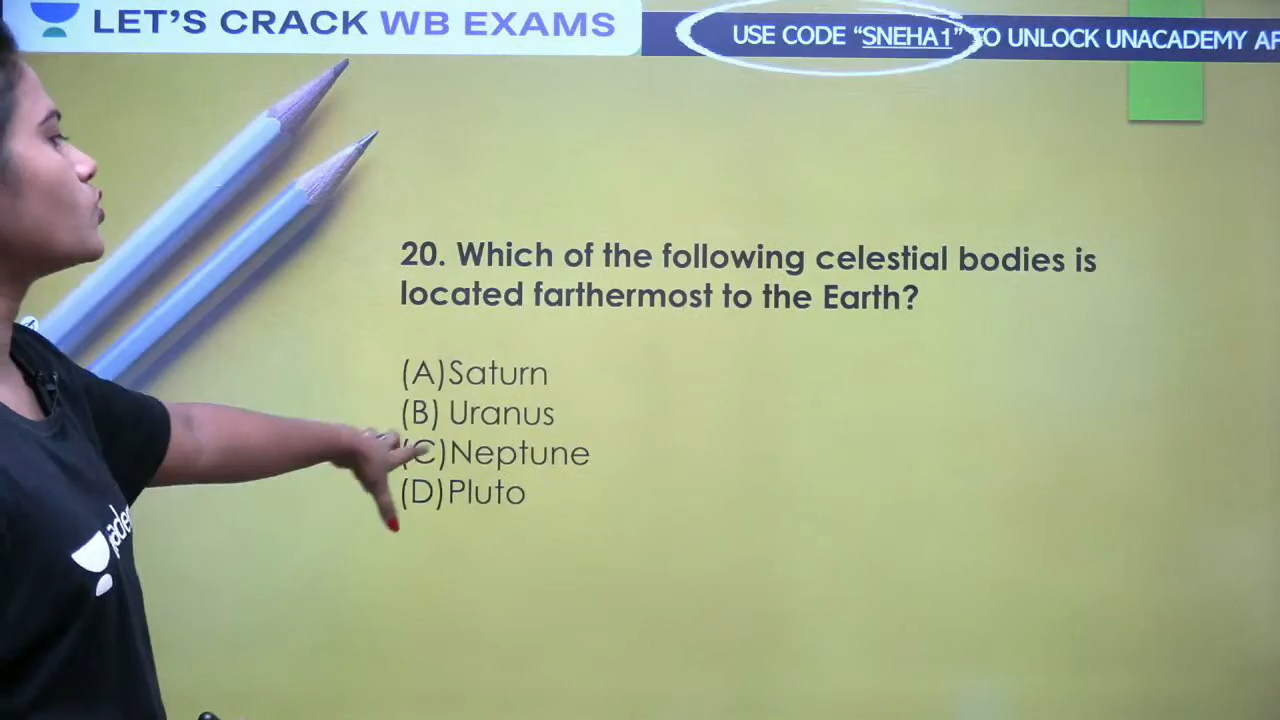 LET'S CRACK WB EXAMS
USE CODE "SNEHA1" TO UNLOCK UNACADEMY AF
20. Which of the following celestial bodies is
located farthermost to the Earth?
(A)Saturn
(B) Uranus
(C)Neptune
(D)Pluto